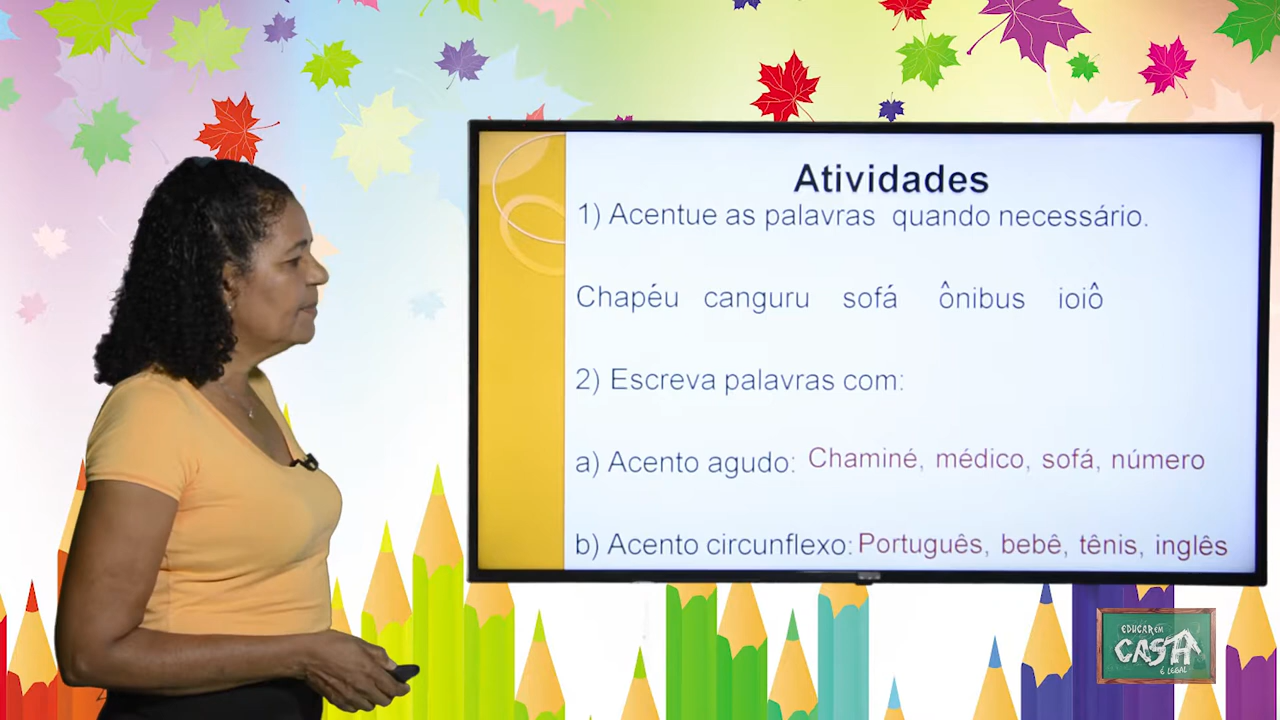 Atividades
1) Acentue as palavras quando necessário.
Chapéu canguru sofá ônibus ioiô
2) Escreva palavras com:
a) Acento agudo: Chaminé, médico, sofá, número
b) Acento circunflexo: Português, bebê, tênis, inglês
EDUCAR EM
CASA
É LEGAL